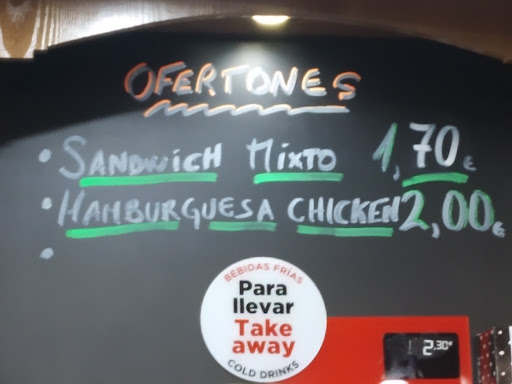 OFERTONES
• SANDWICH MIXTO 1,70€
• HAMBURGUESA CHICKEN 2,00€
•
BEBIDAS FRÍAS
Para
llevar
Take
away
COLD DRINKS
2.30€